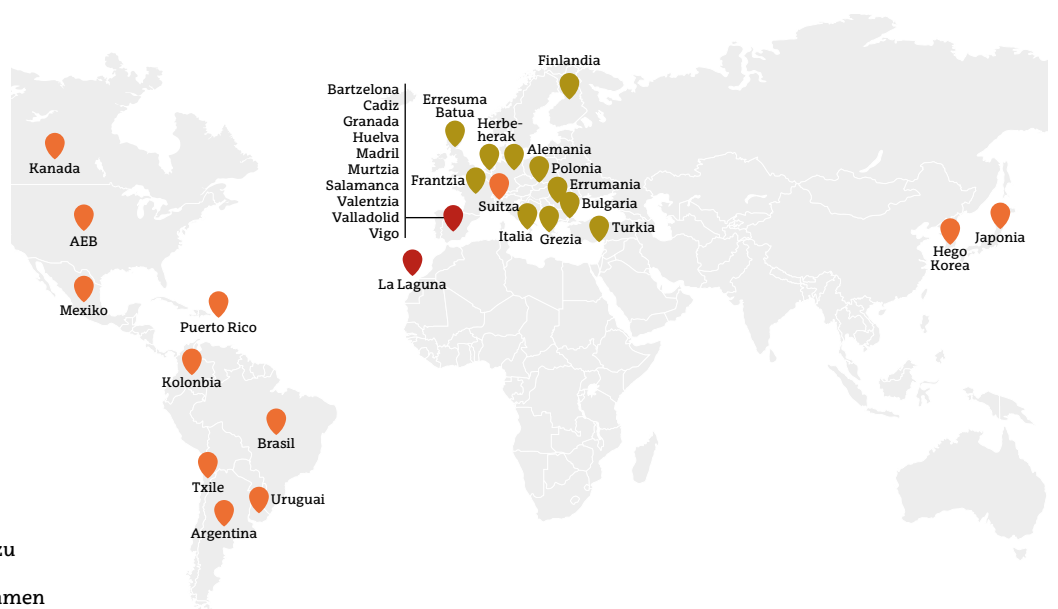 Finlandia
Bartzelona
Cadiz
Granada
Huelva
Madril
Murtzia
Salamanca
Valentzia
Valladolid
Vigo
Erresuma
Batua
Herbe-
herak
Alemania
Polonia
Frantzia
Errumania
Suitza
Bulgaria
Italia
Grezia
Turkia
La Laguna
Kanada
AEB
Mexiko
Puerto Rico
Kolonbia
Brasil
Txile
Uruguai
Argentina
Hego
Korea
Japonia